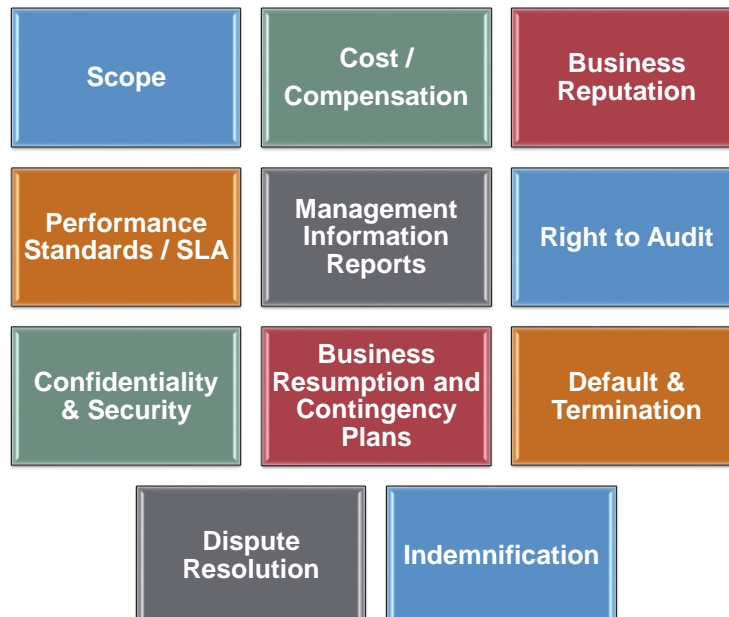 Scope
Cost /
Compensation
Business
Reputation
Performance
Standards / SLA
Management
Information
Reports
Right to Audit
Confidentiality
& Security
Business
Resumption and
Contingency
Plans
Default &
Termination
Dispute
Resolution
Indemnification